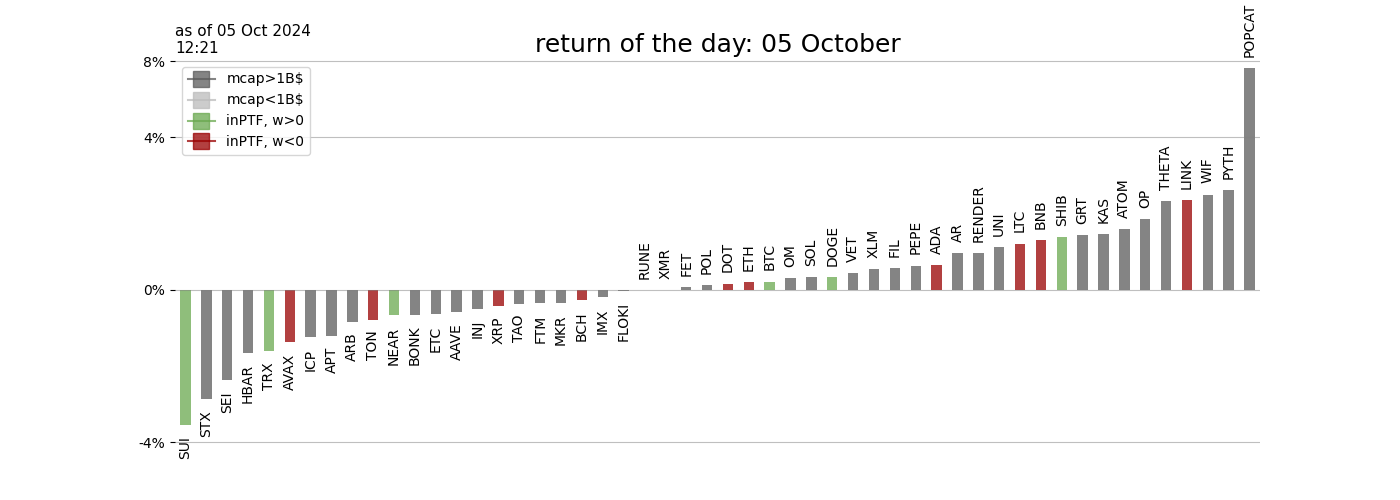 as of 05 Oct 2024
12:21
return of the day: 05 October
8%
4%
0%
-4%
mcap>1B$
mcap<1B$
inPTF, w>0
inPTF, w<0
SUI
STX
SEI
HBAR
TRX
AVAX
ICP
APT
ARB
TON
NEAR
BONK
ETC
AAVE
INJ
XRP
TAO
FTM
MKR
BCH
IMX
FLOKI
RUNE
XMR
FET
POL
DOT
ETH
BTC
OM
SOL
DOGE
VET
XLM
FIL
PEPE
ADA
AR
RENDER
UNI
LTC
BNB
SHIB
GRT
KAS
ATOM
OP
THETA
LINK
WIF
PYTH
POPCAT